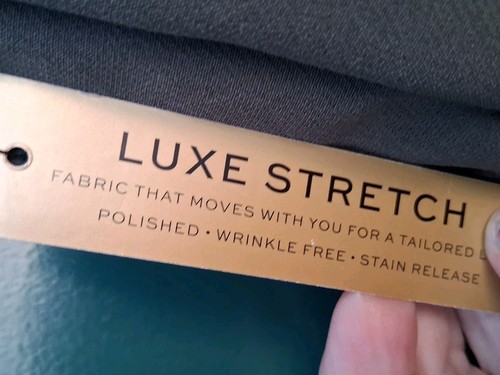 LUXE STRETCH
FABRIC THAT MOVES WITH YOU FOR A TAILORED
POLISHED • WRINKLE FREE • STAIN RELEASE